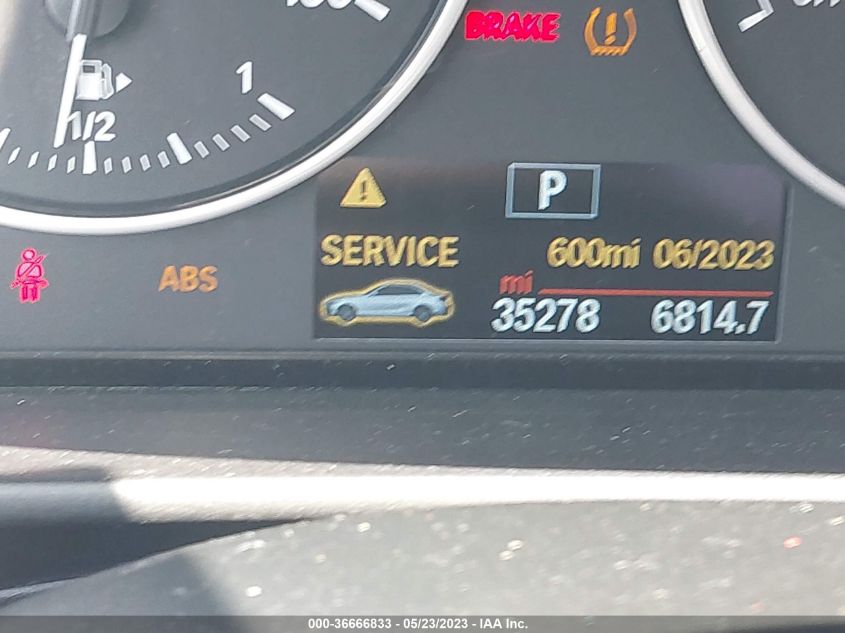 BRAKE
1
1/2
P
SERVICE 600mi 06/2023
ABS
mi
35278 6814.7
000-36666833 - 05/23/2023 - IAA Inc.